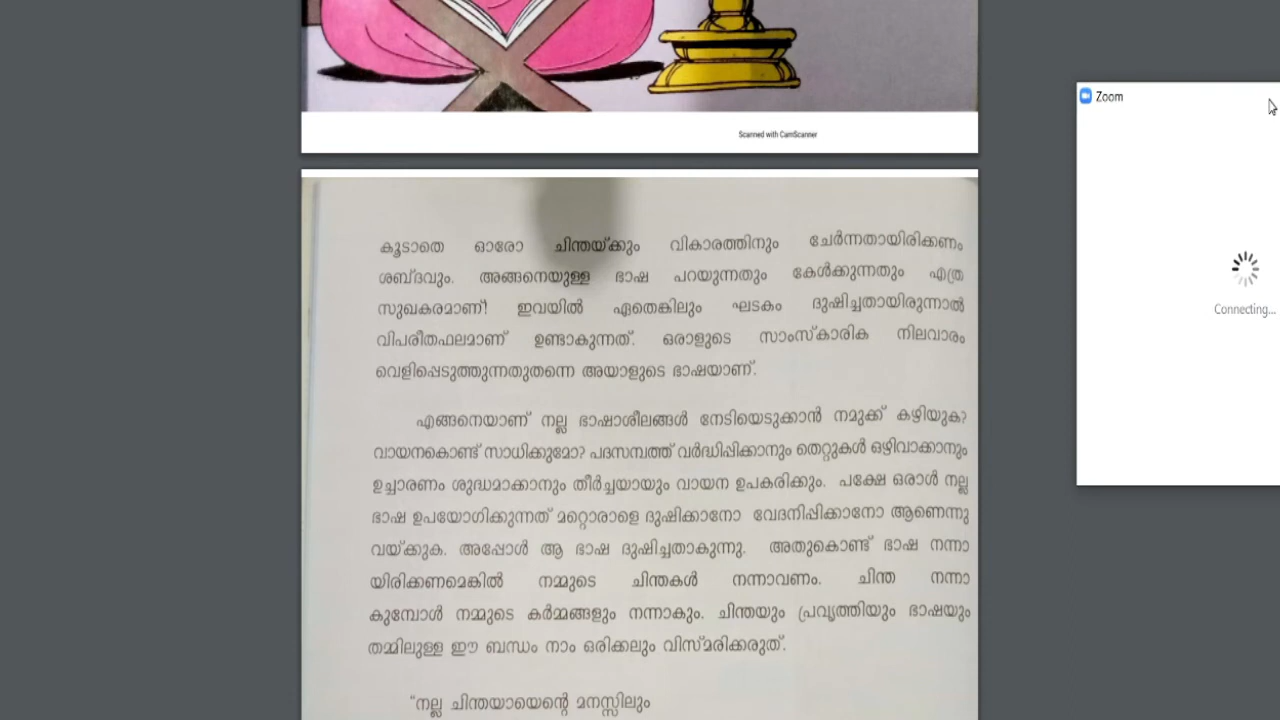 Scanned with CamScanner
Zoom
Connecting...
കൂടാതെ ഓരോ ചിന്തയ്ക്കും വികാരത്തിനും ചേർന്നതായിരിക്കണം
ശബ്ദവും. അങ്ങനെയുള്ള ഭാഷ പറയുന്നതും കേൾക്കുന്നതും എത്ര
സുഖകരമാണ്! ഇവയിൽ ഏതെങ്കിലും ഘടകം ദുഷിച്ചതായിരുന്നാൽ
വിപരീതഫലമാണ് ഉണ്ടാകുന്നത്. ഒരാളുടെ സാംസ്കാരിക നിലവാരം
വെളിപ്പെടുത്തുന്നതുതന്നെ അയാളുടെ ഭാഷയാണ്.
എങ്ങനെയാണ് നല്ല ഭാഷാശീലങ്ങൾ നേടിയെടുക്കാൻ നമുക്ക് കഴിയുക?
വായനകൊണ്ട് സാധിക്കുമോ? പദസമ്പത്ത് വർദ്ധിപ്പിക്കാനും തെറ്റുകൾ ഒഴിവാക്കാനും
ഉച്ചാരണം ശുദ്ധമാക്കാനും തീർച്ചയായും വായന ഉപകരിക്കും. പക്ഷേ ഒരാൾ നല്ല
ഭാഷ ഉപയോഗിക്കുന്നത് മറ്റൊരാളെ ദുഷിക്കാനോ വേദനിപ്പിക്കാനോ ആണെന്നു
വയ്ക്കുക. അപ്പോൾ ആ ഭാഷ ദുഷിച്ചതാകുന്നു. അതുകൊണ്ട് ഭാഷ നന്നാ
യിരിക്കണമെങ്കിൽ നമ്മുടെ ചിന്തകൾ നന്നാവണം. ചിന്ത നന്നാ
കുമ്പോൾ നമ്മുടെ കർമ്മങ്ങളും നന്നാകും. ചിന്തയും പ്രവൃത്തിയും ഭാഷയും
തമ്മിലുള്ള ഈ ബന്ധം നാം ഒരിക്കലും വിസ്മരിക്കരുത്.
“നല്ല ചിന്തയായെന്റെ മനസ്സിലും